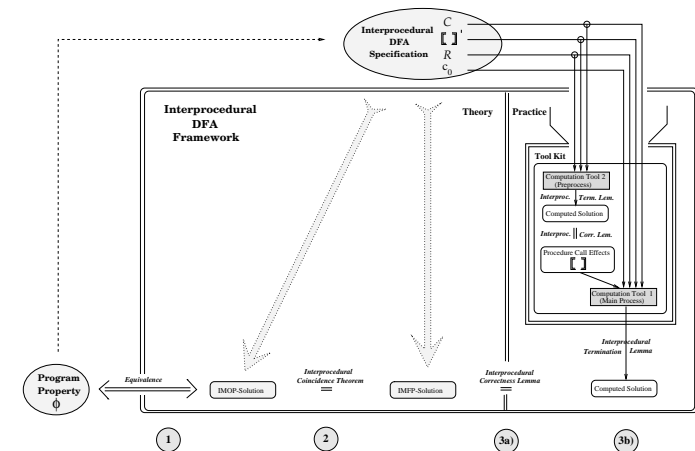 Interprocedural
DFA
Specification
C
[[ ]]'
R
c0
Interprocedural
DFA
Framework
Theory
Practice
Tool Kit
Computation Tool 2
(Preprocess)
Interproc. Term. Lem.
Computed Solution
Interproc. Corr. Lem.
Procedure Call Effects
[[ ]]
Computation Tool 1
(Main Process)
Interprocedural
Termination Lemma
Computed Solution
Program
Property
ϕ
Equivalence
IMOP-Solution
Interprocedural
Coincidence Theorem
=
IMFP-Solution
Interprocedural
Correctness Lemma
=
1
2
3a)
3b)